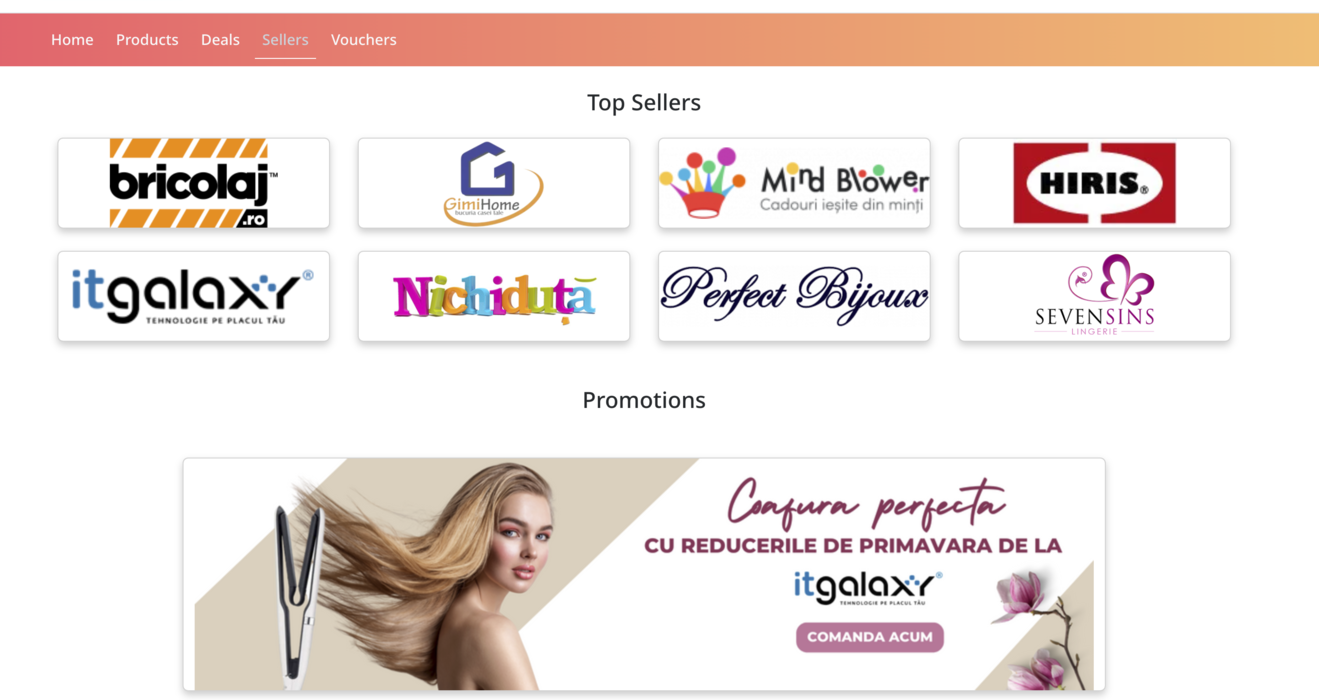 Home Products Deals Sellers Vouchers
Top Sellers
bricolaj™
.ro
GimiHome
bucuria casei tale
Mind Blower
Cadouri ieșite din minți
HIRIS®
itgalaxy®
TEHNOLOGIE PE PLACUL TĂU
Nichiduța
Perfect Bijoux
SEVENSINS
LINGERIE
Promotions
Coafura perfecta
CU REDUCERILE DE PRIMAVARA DE LA
itgalaxy®
TEHNOLOGIE PE PLACUL TĂU
COMANDA ACUM